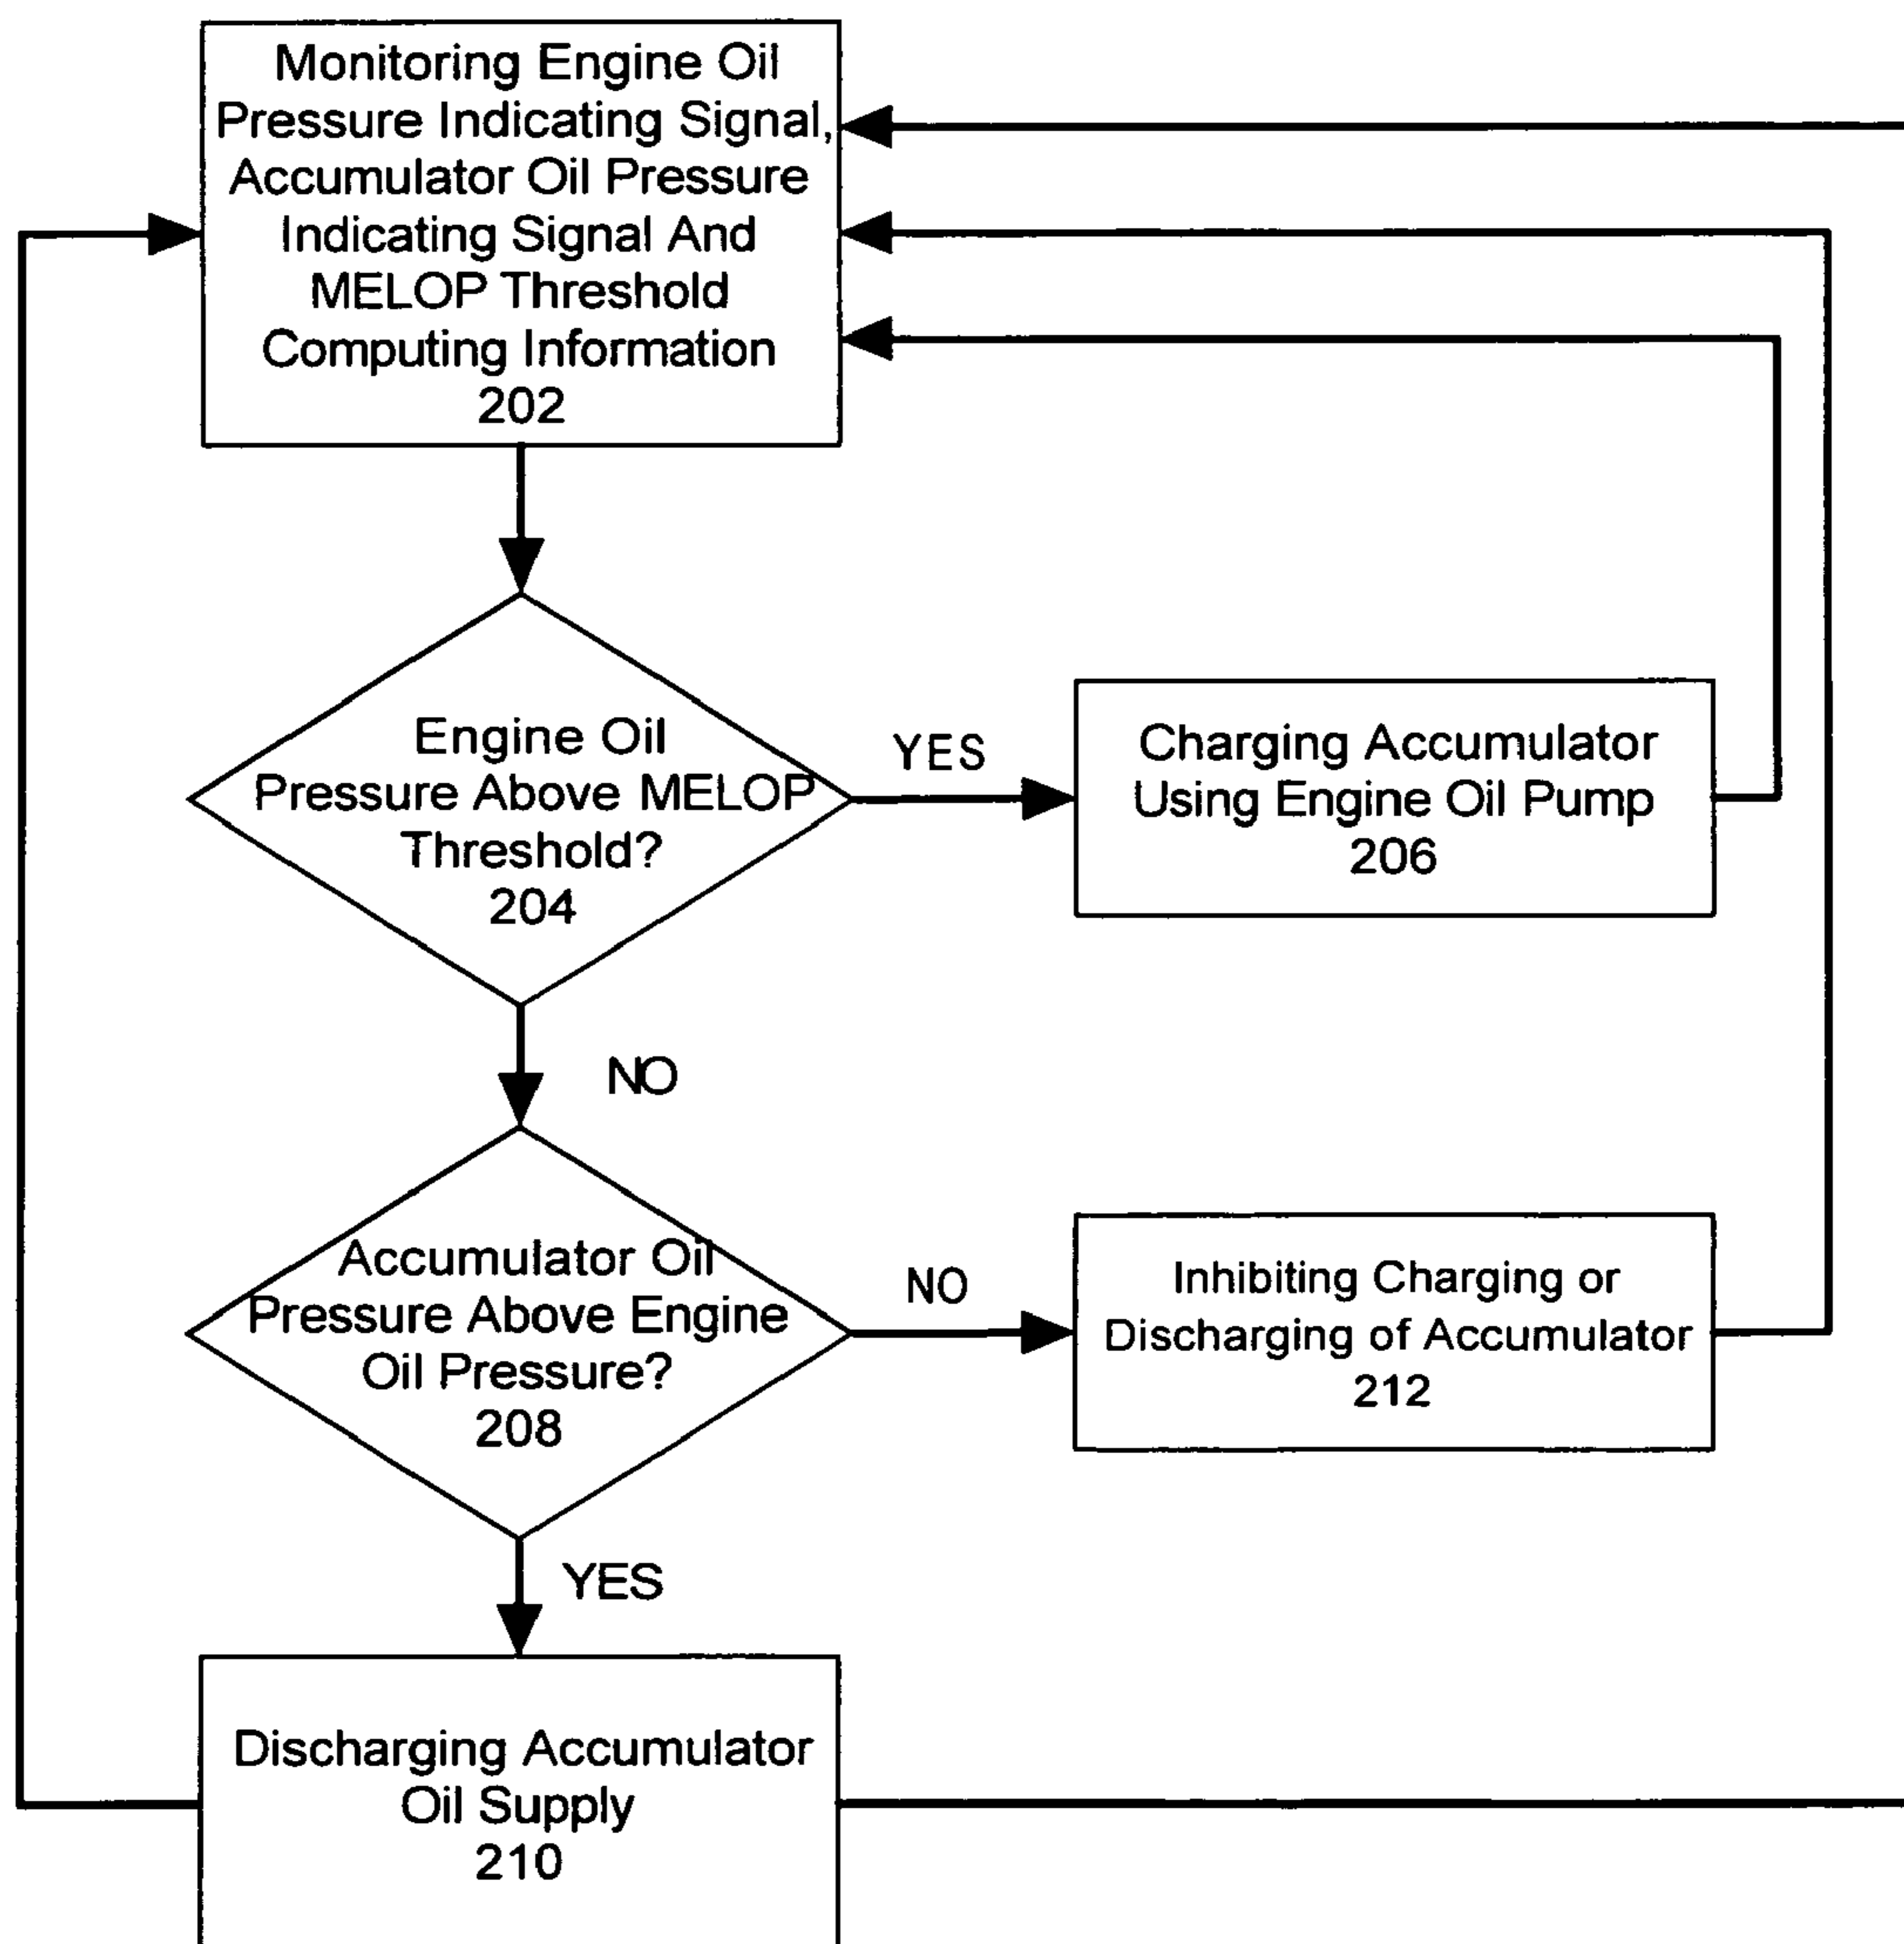 Monitoring Engine Oil
Pressure Indicating Signal,
Accumulator Oil Pressure
Indicating Signal And
MELOP Threshold
Computing Information
202
Engine Oil
Pressure Above MELOP
Threshold?
204
YES
Charging Accumulator
Using Engine Oil Pump
206
NO
Accumulator Oil
Pressure Above Engine
Oil Pressure?
208
NO
Inhibiting Charging or
Discharging of Accumulator
212
YES
Discharging Accumulator
Oil Supply
210